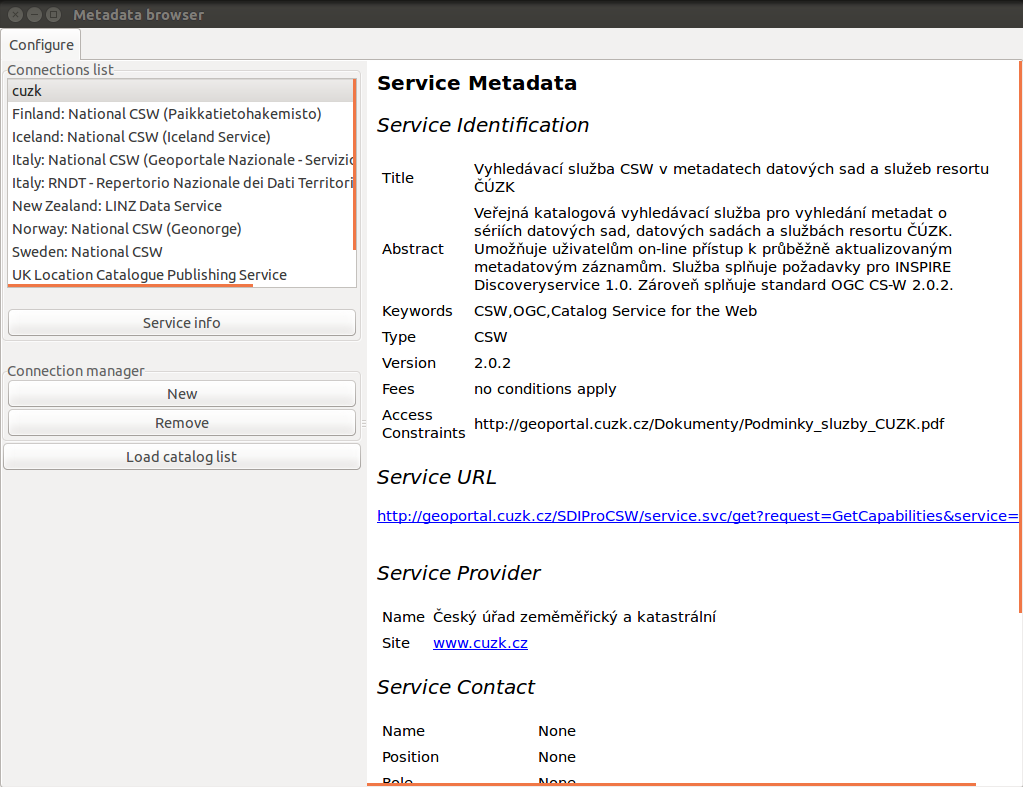 Metadata browser
Configure
Connections list
cuzk
Finland: National CSW (Paikkatietohakemisto)
Iceland: National CSW (Iceland Service)
Italy: National CSW (Geoportale Nazionale - Servizio
Italy: RNDT - Repertorio Nazionale dei Dati Territori
New Zealand: LINZ Data Service
Norway: National CSW (Geonorge)
Sweden: National CSW
UK Location Catalogue Publishing Service
Service info
Connection manager
New
Remove
Load catalog list
Service Metadata
Service Identification
Title
Vyhledávací služba CSW v metadatech datových sad a služeb resortu
ČÚZK
Abstract
Veřejná katalogová vyhledávací služba pro vyhledání metadat o
sériích datových sad, datových sadách a službách resortu ČÚZK.
Umožňuje uživatelům on-line přístup k průběžně aktualizovaným
metadatovým záznamům. Služba splňuje požadavky pro INSPIRE
Discoveryservice 1.0. Zároveň splňuje standard OGC CS-W 2.0.2.
Keywords CSW,OGC,Catalog Service for the Web
Type CSW
Version 2.0.2
Fees no conditions apply
Access
Constraints http://geoportal.cuzk.cz/Dokumenty/Podminky_sluzby_CUZK.pdf
Service URL
http://geoportal.cuzk.cz/SDIProCSW/service.svc/get?request=GetCapabilities&service=
Service Provider
Name Český úřad zeměměřický a katastrální
Site www.cuzk.cz
Service Contact
Name None
Position None
Role None